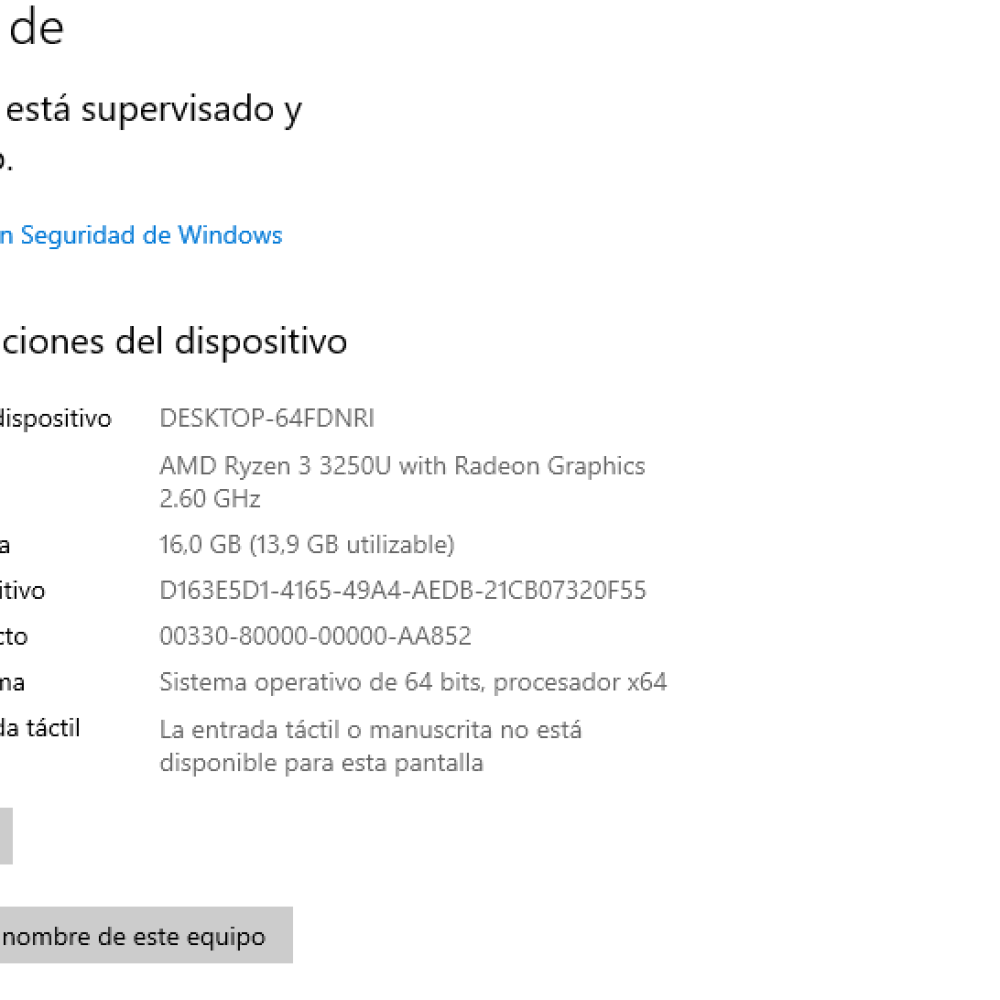 de
está supervisado y
o.
n Seguridad de Windows
ciones del dispositivo
dispositivo DESKTOP-64FDNRI
AMD Ryzen 3 3250U with Radeon Graphics
2.60 GHz
a 16,0 GB (13,9 GB utilizable)
itivo D163E5D1-4165-49A4-AEDB-21CB07320F55
cto 00330-80000-00000-AA852
ma Sistema operativo de 64 bits, procesador x64
da táctil La entrada táctil o manuscrita no está
disponible para esta pantalla
nombre de este equipo